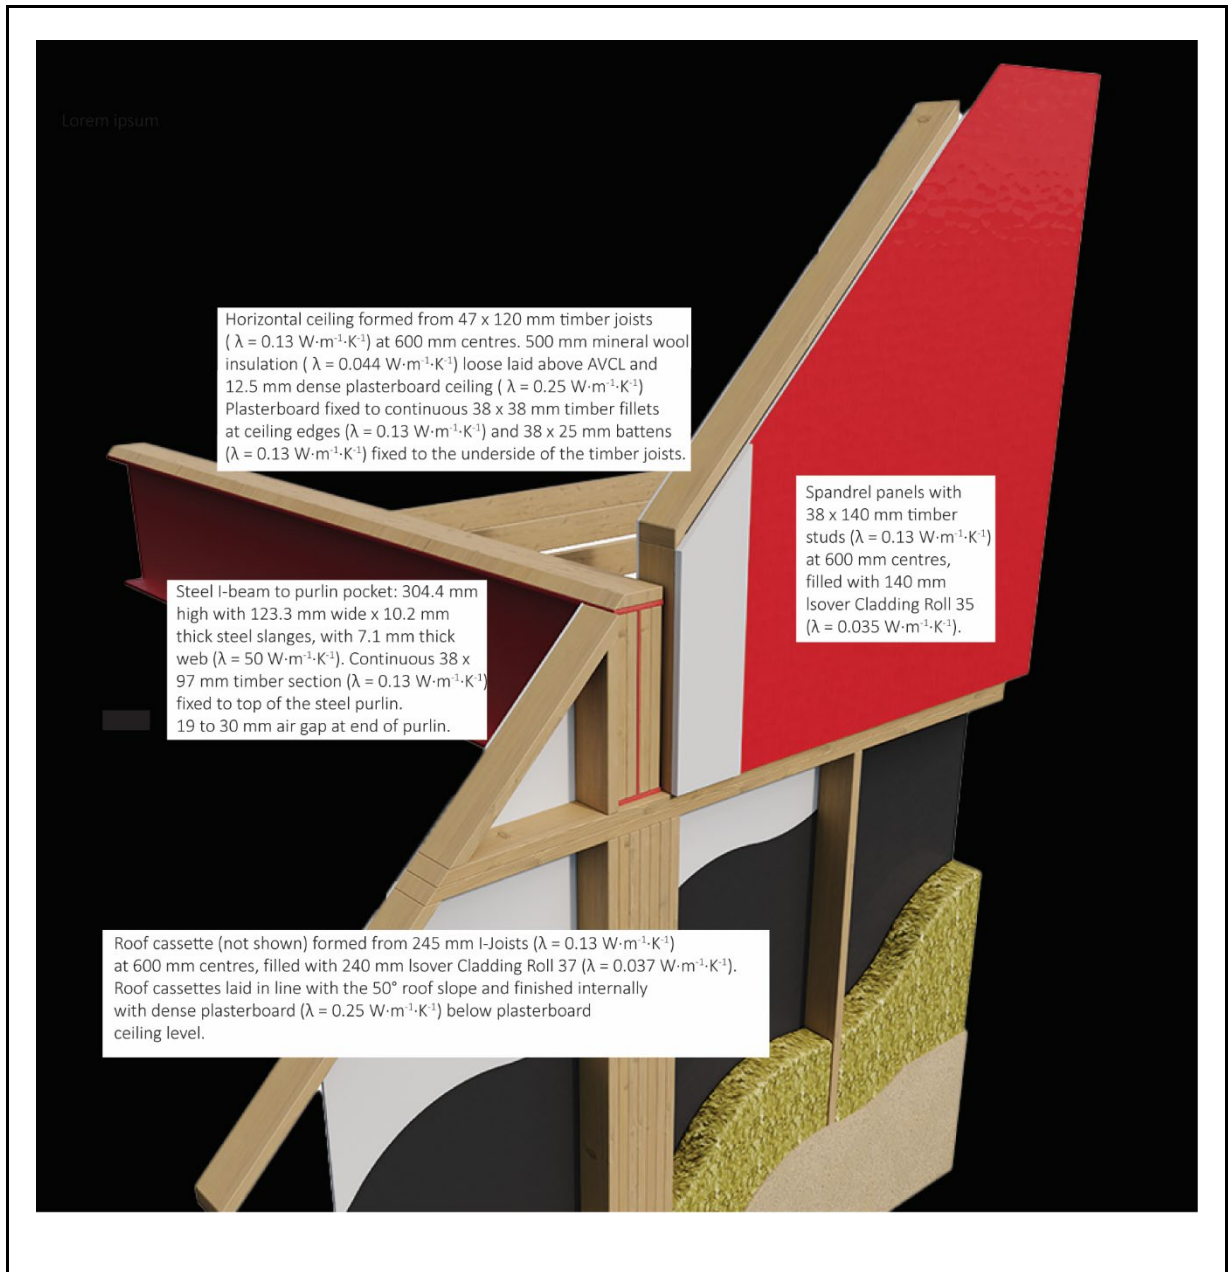 Lorem ipsum
Horizontal ceiling formed from 47 x 120 mm timber joists
( λ = 0.13 W·m⁻¹·K⁻¹) at 600 mm centres. 500 mm mineral wool
insulation ( λ = 0.044 W·m⁻¹·K⁻¹) loose laid above AVCL and
12.5 mm dense plasterboard ceiling ( λ = 0.25 W·m⁻¹·K⁻¹)
Plasterboard fixed to continuous 38 x 38 mm timber fillets
at ceiling edges (λ = 0.13 W·m⁻¹·K⁻¹) and 38 x 25 mm battens
(λ = 0.13 W·m⁻¹·K⁻¹) fixed to the underside of the timber joists.
Spandrel panels with
38 x 140 mm timber
studs (λ = 0.13 W·m⁻¹·K⁻¹)
at 600 mm centres,
filled with 140 mm
Isover Cladding Roll 35
(λ = 0.035 W·m⁻¹·K⁻¹).
Steel I-beam to purlin pocket: 304.4 mm
high with 123.3 mm wide x 10.2 mm
thick steel slanges, with 7.1 mm thick
web (λ = 50 W·m⁻¹·K⁻¹). Continuous 38 x
97 mm timber section (λ = 0.13 W·m⁻¹·K⁻¹)
fixed to top of the steel purlin.
19 to 30 mm air gap at end of purlin.
Roof cassette (not shown) formed from 245 mm I-Joists (λ = 0.13 W·m⁻¹·K⁻¹)
at 600 mm centres, filled with 240 mm Isover Cladding Roll 37 (λ = 0.037 W·m⁻¹·K⁻¹).
Roof cassettes laid in line with the 50° roof slope and finished internally
with dense plasterboard (λ = 0.25 W·m⁻¹·K⁻¹) below plasterboard
ceiling level.